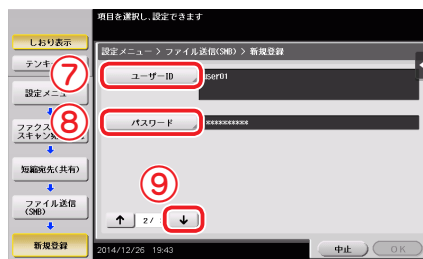 項目を選択し、設定できます
しおり表示
設定メニュー > ファイル送信(SMB) > 新規登録
テンキー
⑦
ユーザーID
user01
設定メニュー
⑧
ファクス
スキャン
パスワード
**********
短縮宛先(共有)
⑨
ファイル送信
(SMB)
↑ 2/ ↓
新規登録
2014/12/26 19:43
中止
OK